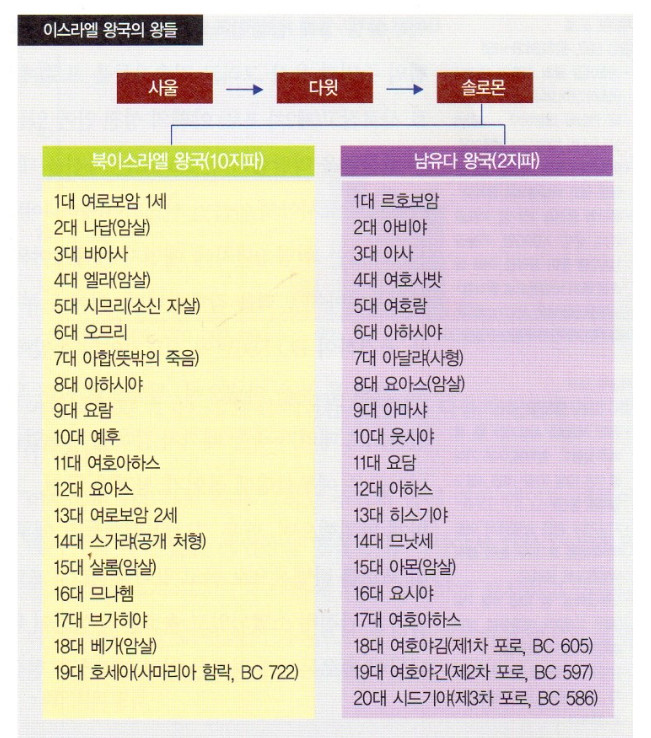 이스라엘 왕국의 왕들
사울 → 다윗 → 솔로몬
북이스라엘 왕국(10지파)
1대 여로보암 1세
2대 나답(암살)
3대 바아사
4대 엘라(암살)
5대 시므리(소신 자살)
6대 오므리
7대 아합(뜻밖의 죽음)
8대 아하시야
9대 요람
10대 예후
11대 여호아하스
12대 요아스
13대 여로보암 2세
14대 스가랴(공개 처형)
15대 살룸(암살)
16대 므나헴
17대 브가히야
18대 베가(암살)
19대 호세아(사마리아 함락, BC 722)
남유다 왕국(2지파)
1대 르호보암
2대 아비야
3대 아사
4대 여호사밧
5대 여호람
6대 아하시야
7대 아달랴(사형)
8대 요아스(암살)
9대 아마샤
10대 웃시야
11대 요담
12대 아하스
13대 히스기야
14대 므낫세
15대 아몬(암살)
16대 요시야
17대 여호아하스
18대 여호야김(제1차 포로, BC 605)
19대 여호야긴(제2차 포로, BC 597)
20대 시드기야(제3차 포로, BC 586)